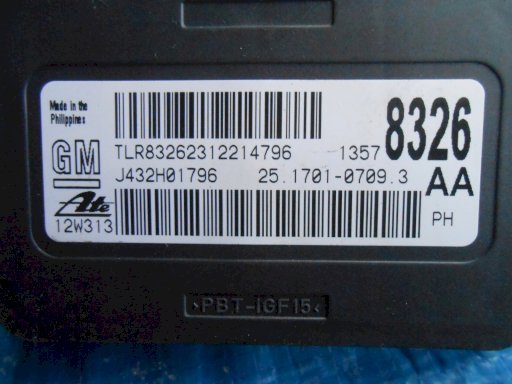 Made in the
Philippines
GM
TLR83262312214796
1357 8326
J432H01796
25.1701-0709.3
AA
Ate
12W313
PH
>PBT-IGF15<